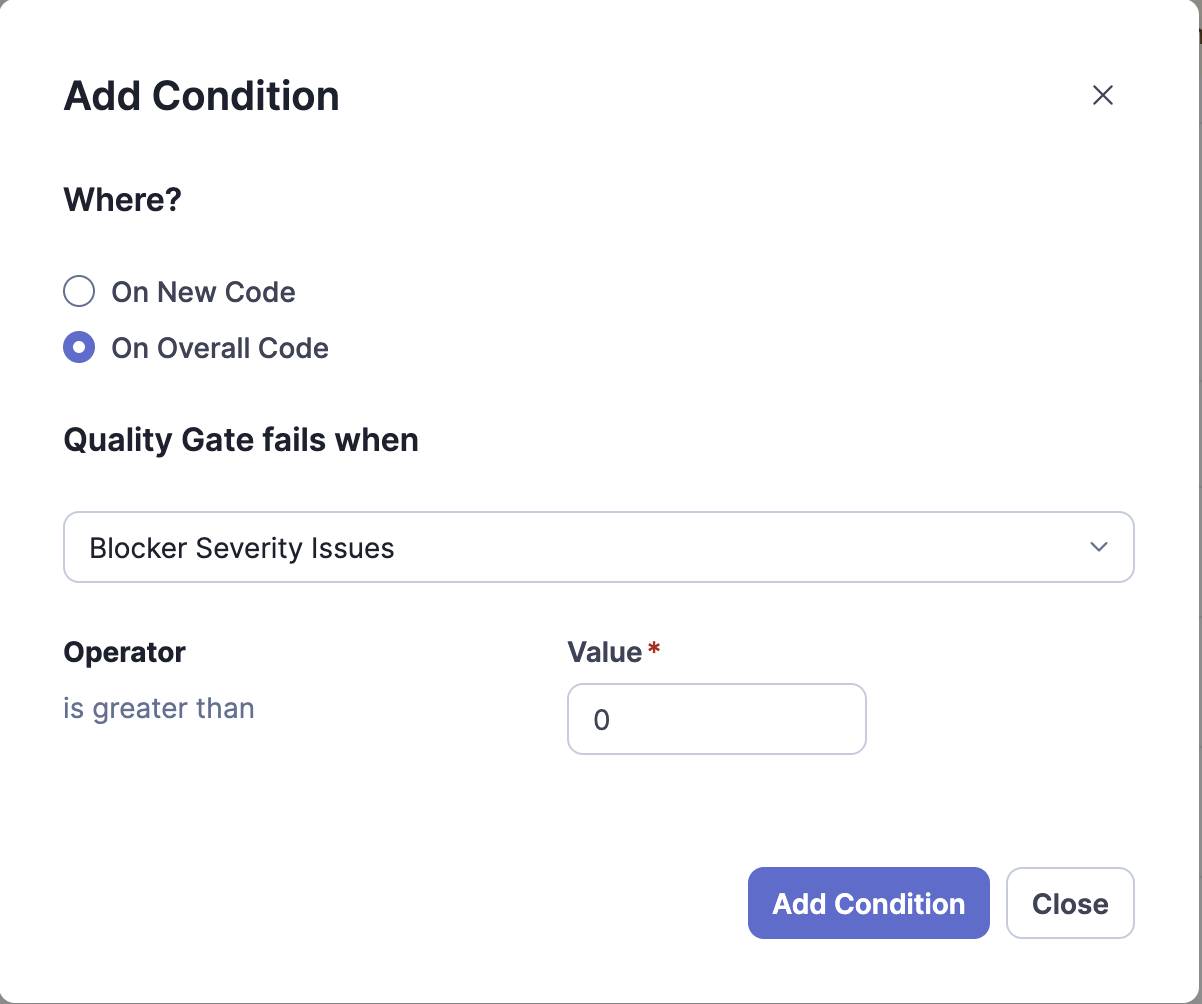 Add Condition
Where?
On New Code
On Overall Code
Quality Gate fails when
Blocker Severity Issues
Operator
Value *
is greater than
0
Add Condition
Close